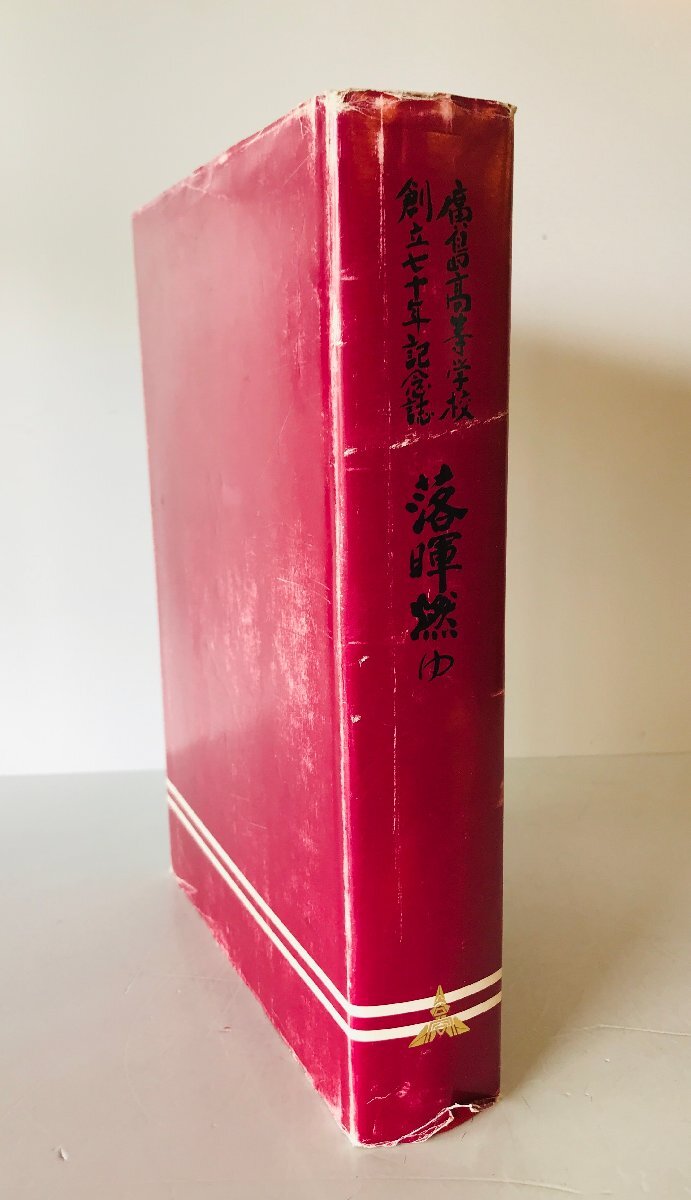 廣島高等学校
創立七十年記念誌
落暉燃ゆ